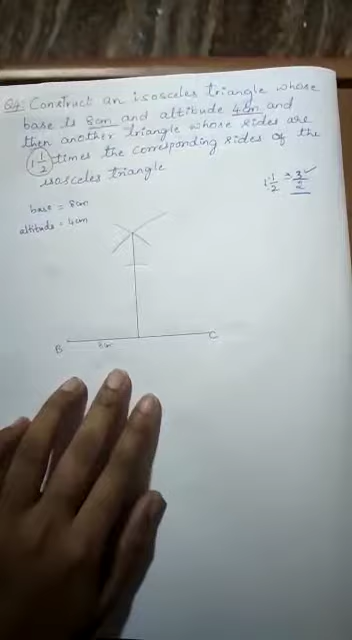 Q4. Construct an isosceles triangle whose
base is 8cm and altitude 4cm and
then another triangle whose sides are
1 1/2 times the corresponding sides of the
isosceles triangle
1 1/2 = 3/2
base = 8cm
altitude = 4cm
B
8cm
C